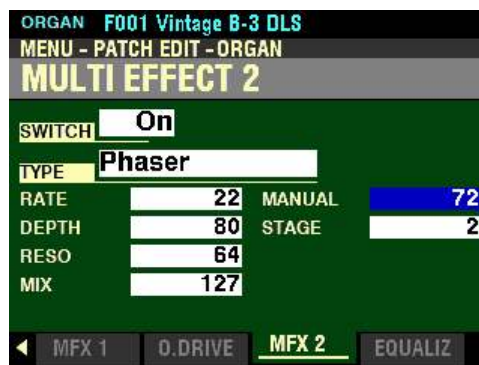 ORGAN F001 Vintage B-3 DLS
MENU - PATCH EDIT - ORGAN
MULTI EFFECT 2
SWITCH On
TYPE Phaser
RATE 22 MANUAL 72
DEPTH 80 STAGE 2
RESO 64
MIX 127
MFX 1 O.DRIVE MFX 2 EQUALIZ